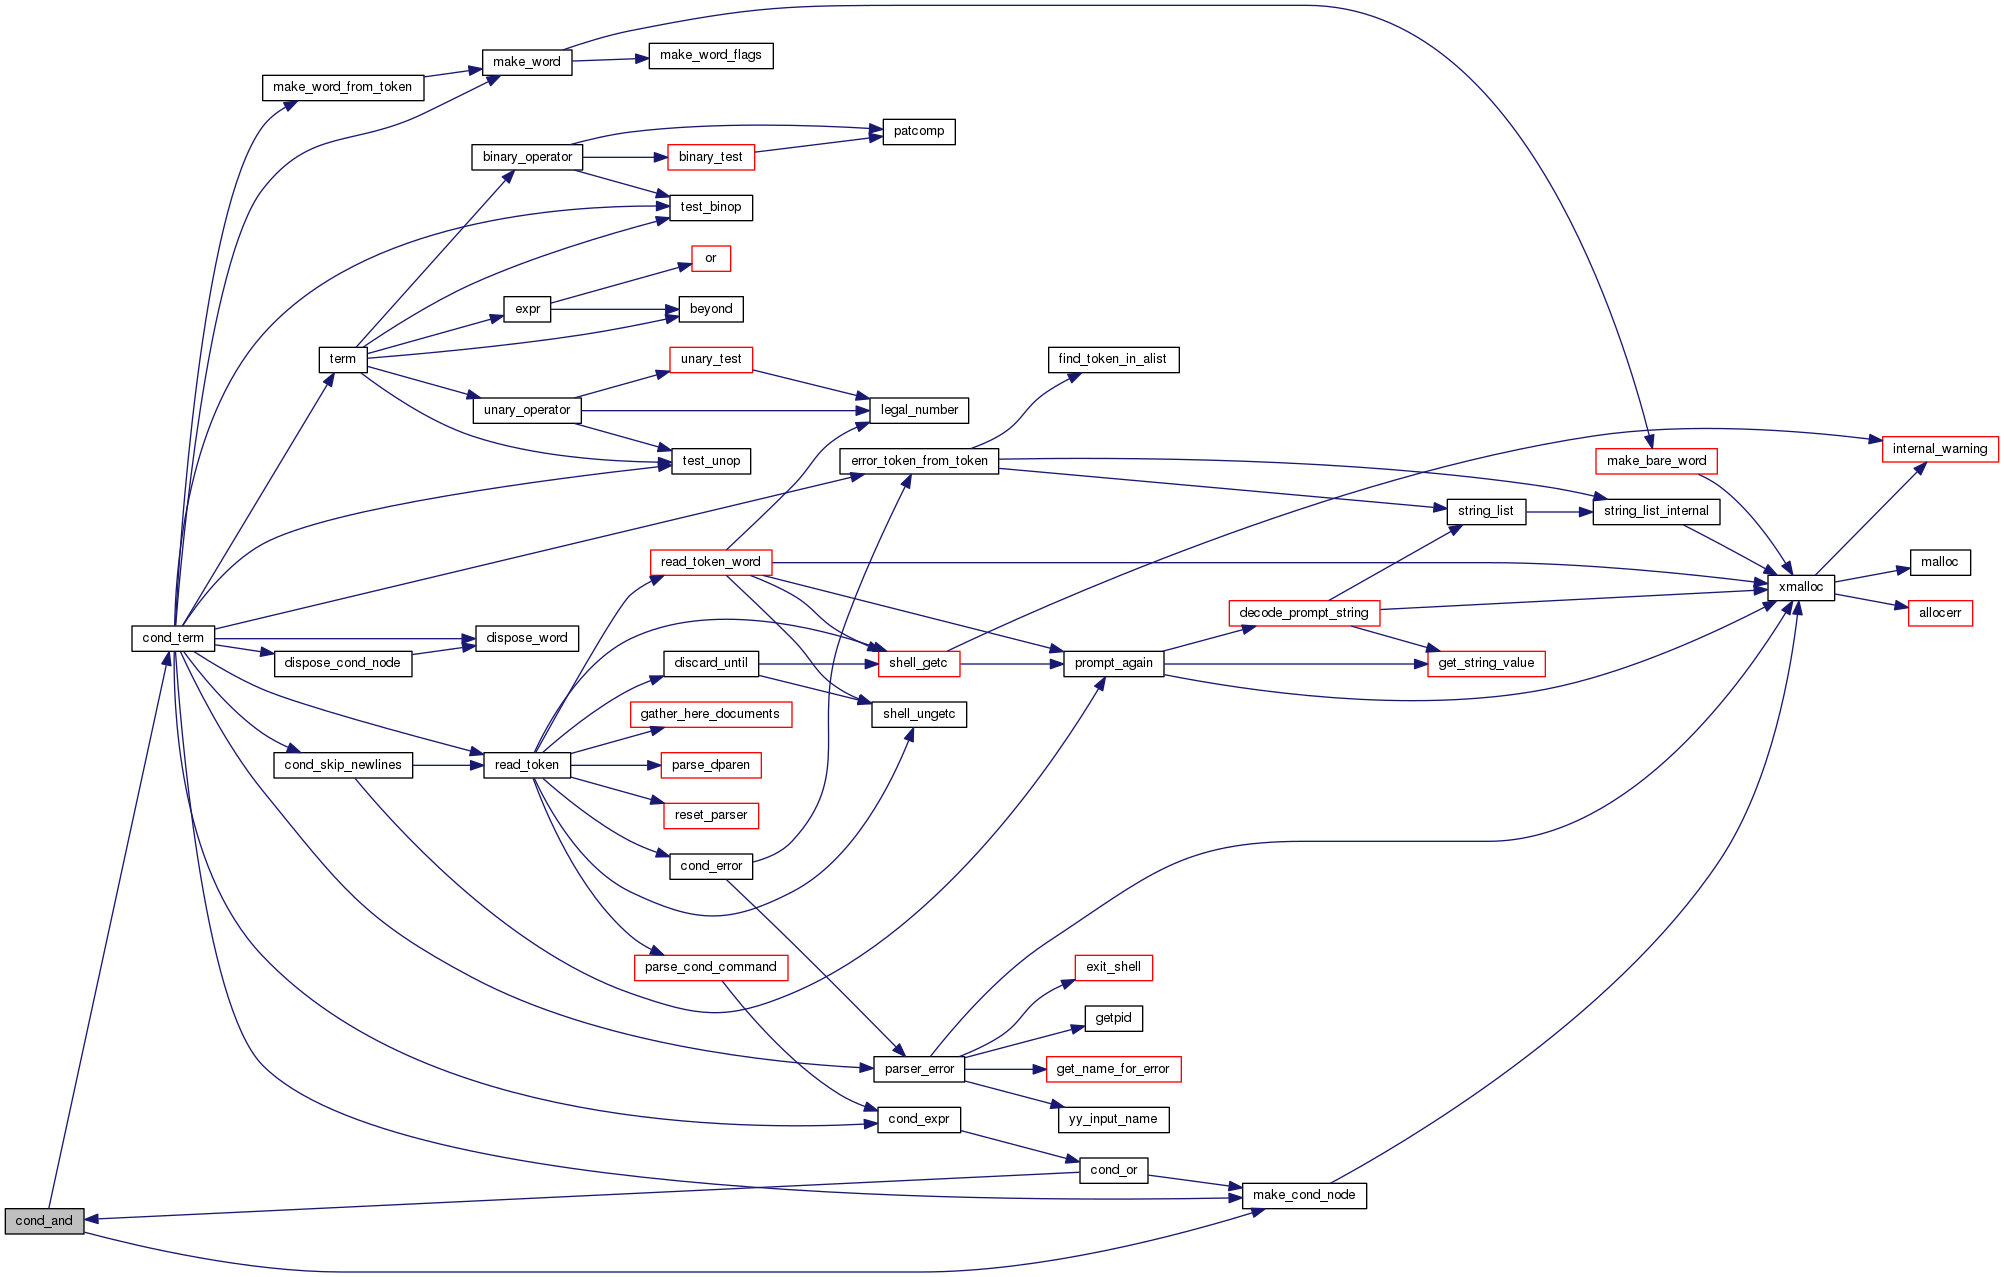 make_word
make_word_flags
make_word_from_token
patcomp
binary_operator
binary_test
test_binop
or
expr
beyond
term
unary_test
find_token_in_alist
unary_operator
legal_number
test_unop
error_token_from_token
make_bare_word
internal_warning
string_list
string_list_internal
read_token_word
malloc
xmalloc
decode_prompt_string
allocerr
cond_term
dispose_word
dispose_cond_node
discard_until
shell_getc
prompt_again
get_string_value
gather_here_documents
shell_ungetc
cond_skip_newlines
read_token
parse_dparen
reset_parser
cond_error
parse_cond_command
exit_shell
getpid
parser_error
get_name_for_error
cond_expr
yy_input_name
cond_or
make_cond_node
cond_and